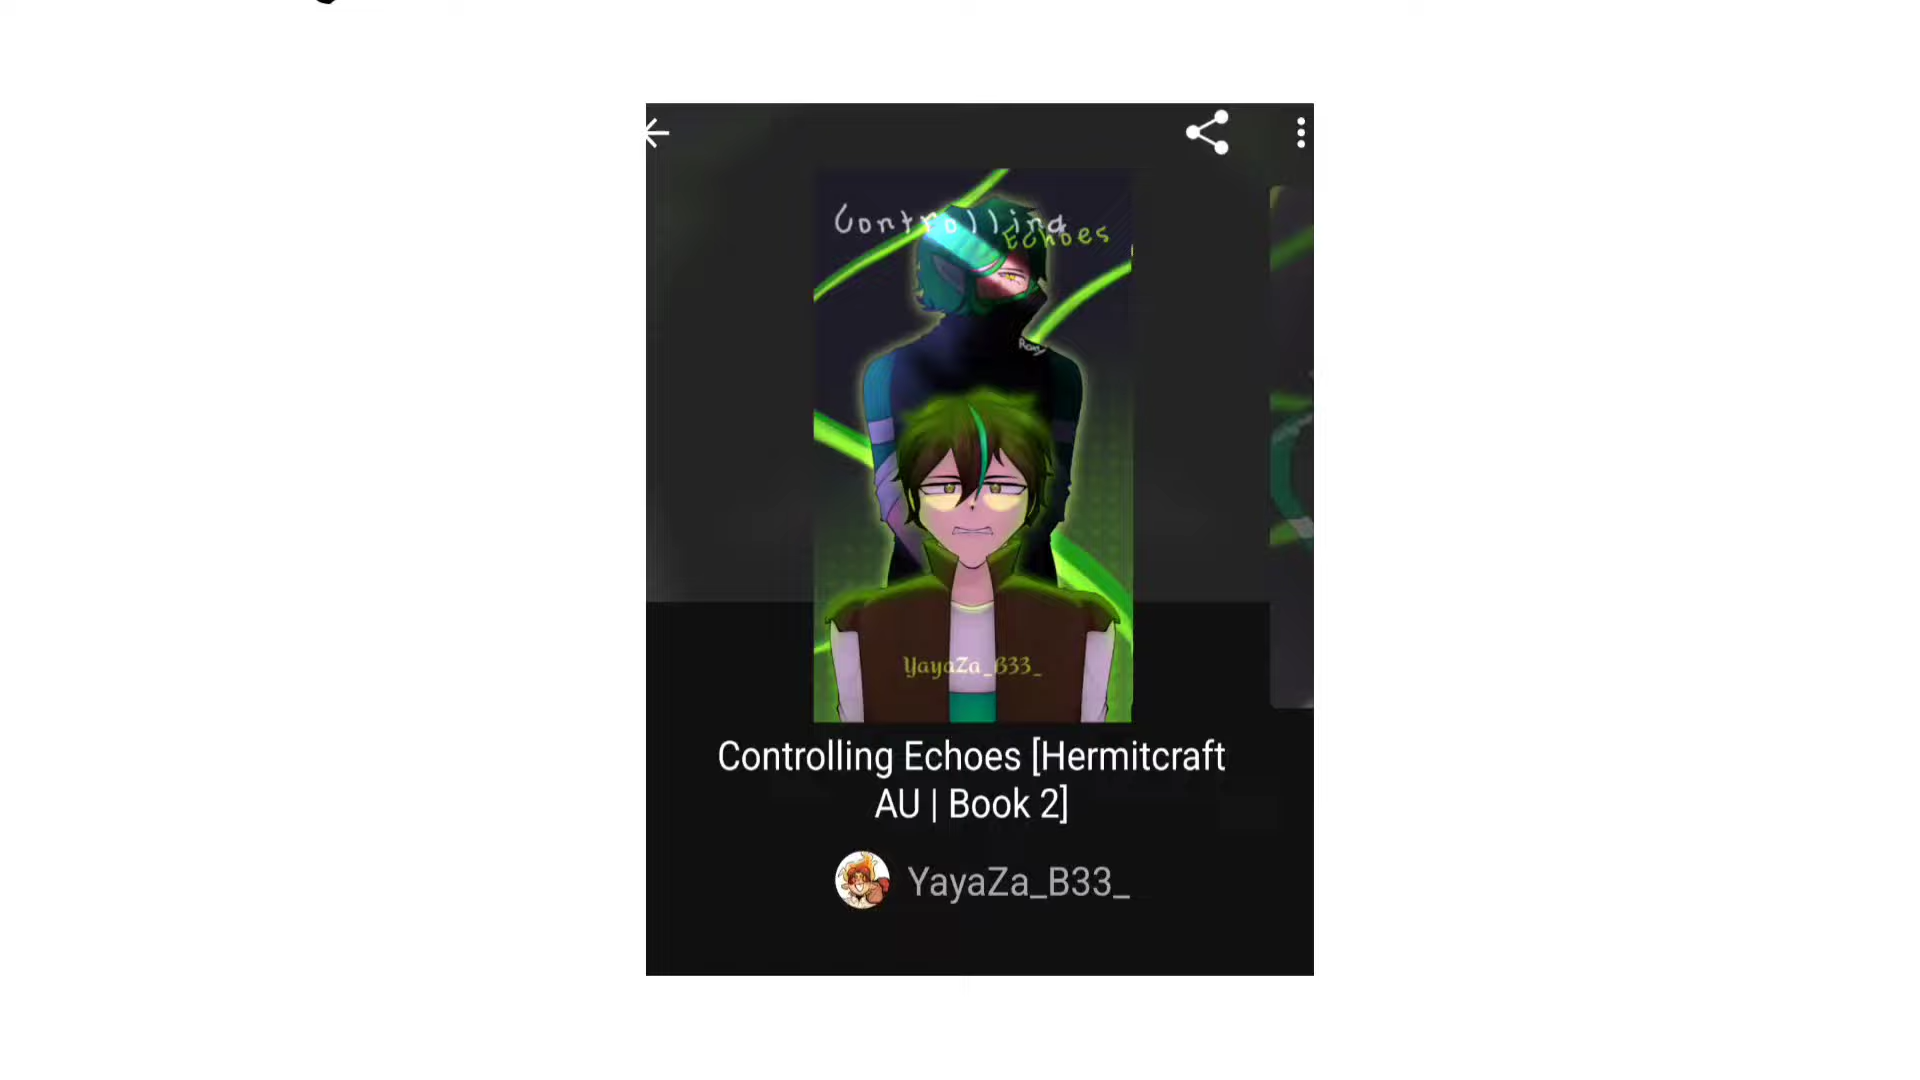 Controlling
Echoes
YayaZa_B33_
Controlling Echoes [Hermitcraft
AU | Book 2]
YayaZa_B33_